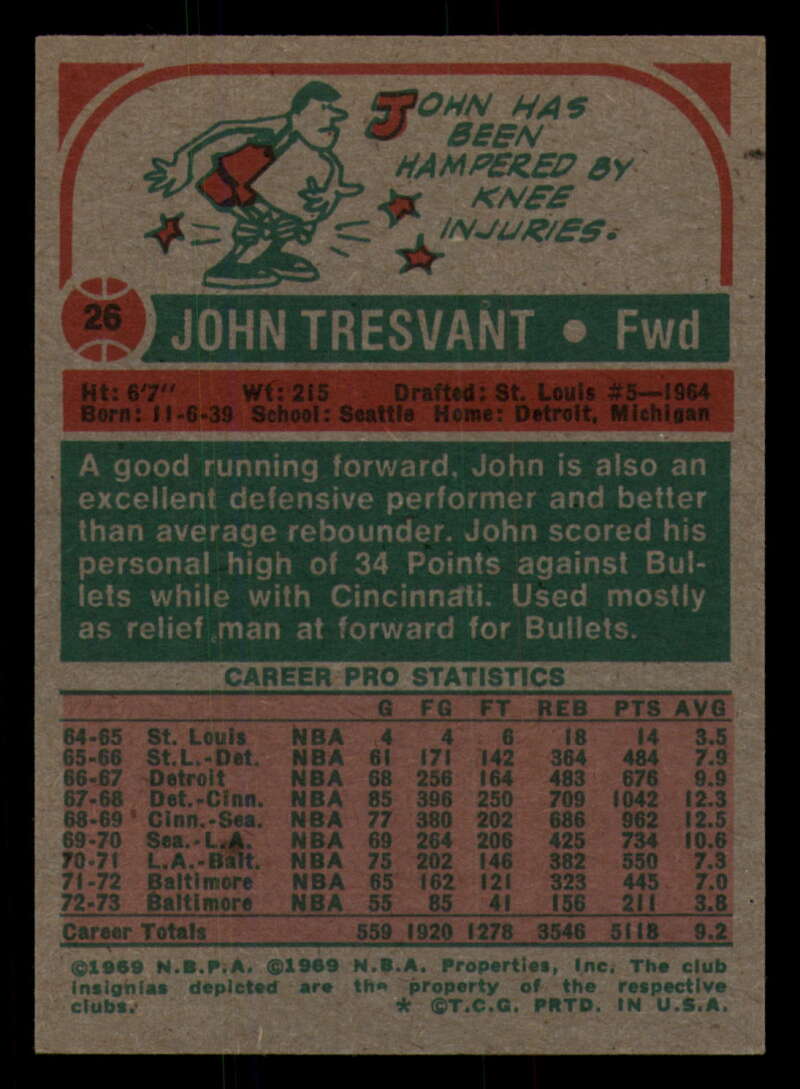 JOHN HAS
BEEN
HAMPERED BY
KNEE
INJURIES.
26
JOHN TRESVANT • Fwd
Ht: 6'7" Wt: 215 Drafted: St. Louis #5—1964
Born: 11-6-39 School: Seattle Home: Detroit, Michigan
A good running forward, John is also an
excellent defensive performer and better
than average rebounder. John scored his
personal high of 34 Points against Bul-
lets while with Cincinnati. Used mostly
as relief man at forward for Bullets.
CAREER PRO STATISTICS
G FG FT REB PTS AVG
64-65 St. Louis NBA 4 4 6 18 14 3.5
65-66 St.L.-Det. NBA 61 171 142 364 484 7.9
66-67 Detroit NBA 68 256 164 483 676 9.9
67-68 Det.-Cinn. NBA 85 396 250 709 1042 12.3
68-69 Cinn.-Sea. NBA 77 380 202 686 962 12.5
69-70 Sea.-L.A. NBA 69 264 206 425 734 10.6
70-71 L.A.-Balt. NBA 75 202 146 382 550 7.3
71-72 Baltimore NBA 65 162 121 323 445 7.0
72-73 Baltimore NBA 55 85 41 156 211 3.8
Career Totals 559 1920 1278 3546 5118 9.2
©1969 N.B.P.A. ©1969 N.B.A. Properties, Inc. The club
insignias depicted are the property of the respective
clubs. * ©T.C.G. PRTD. IN U.S.A.